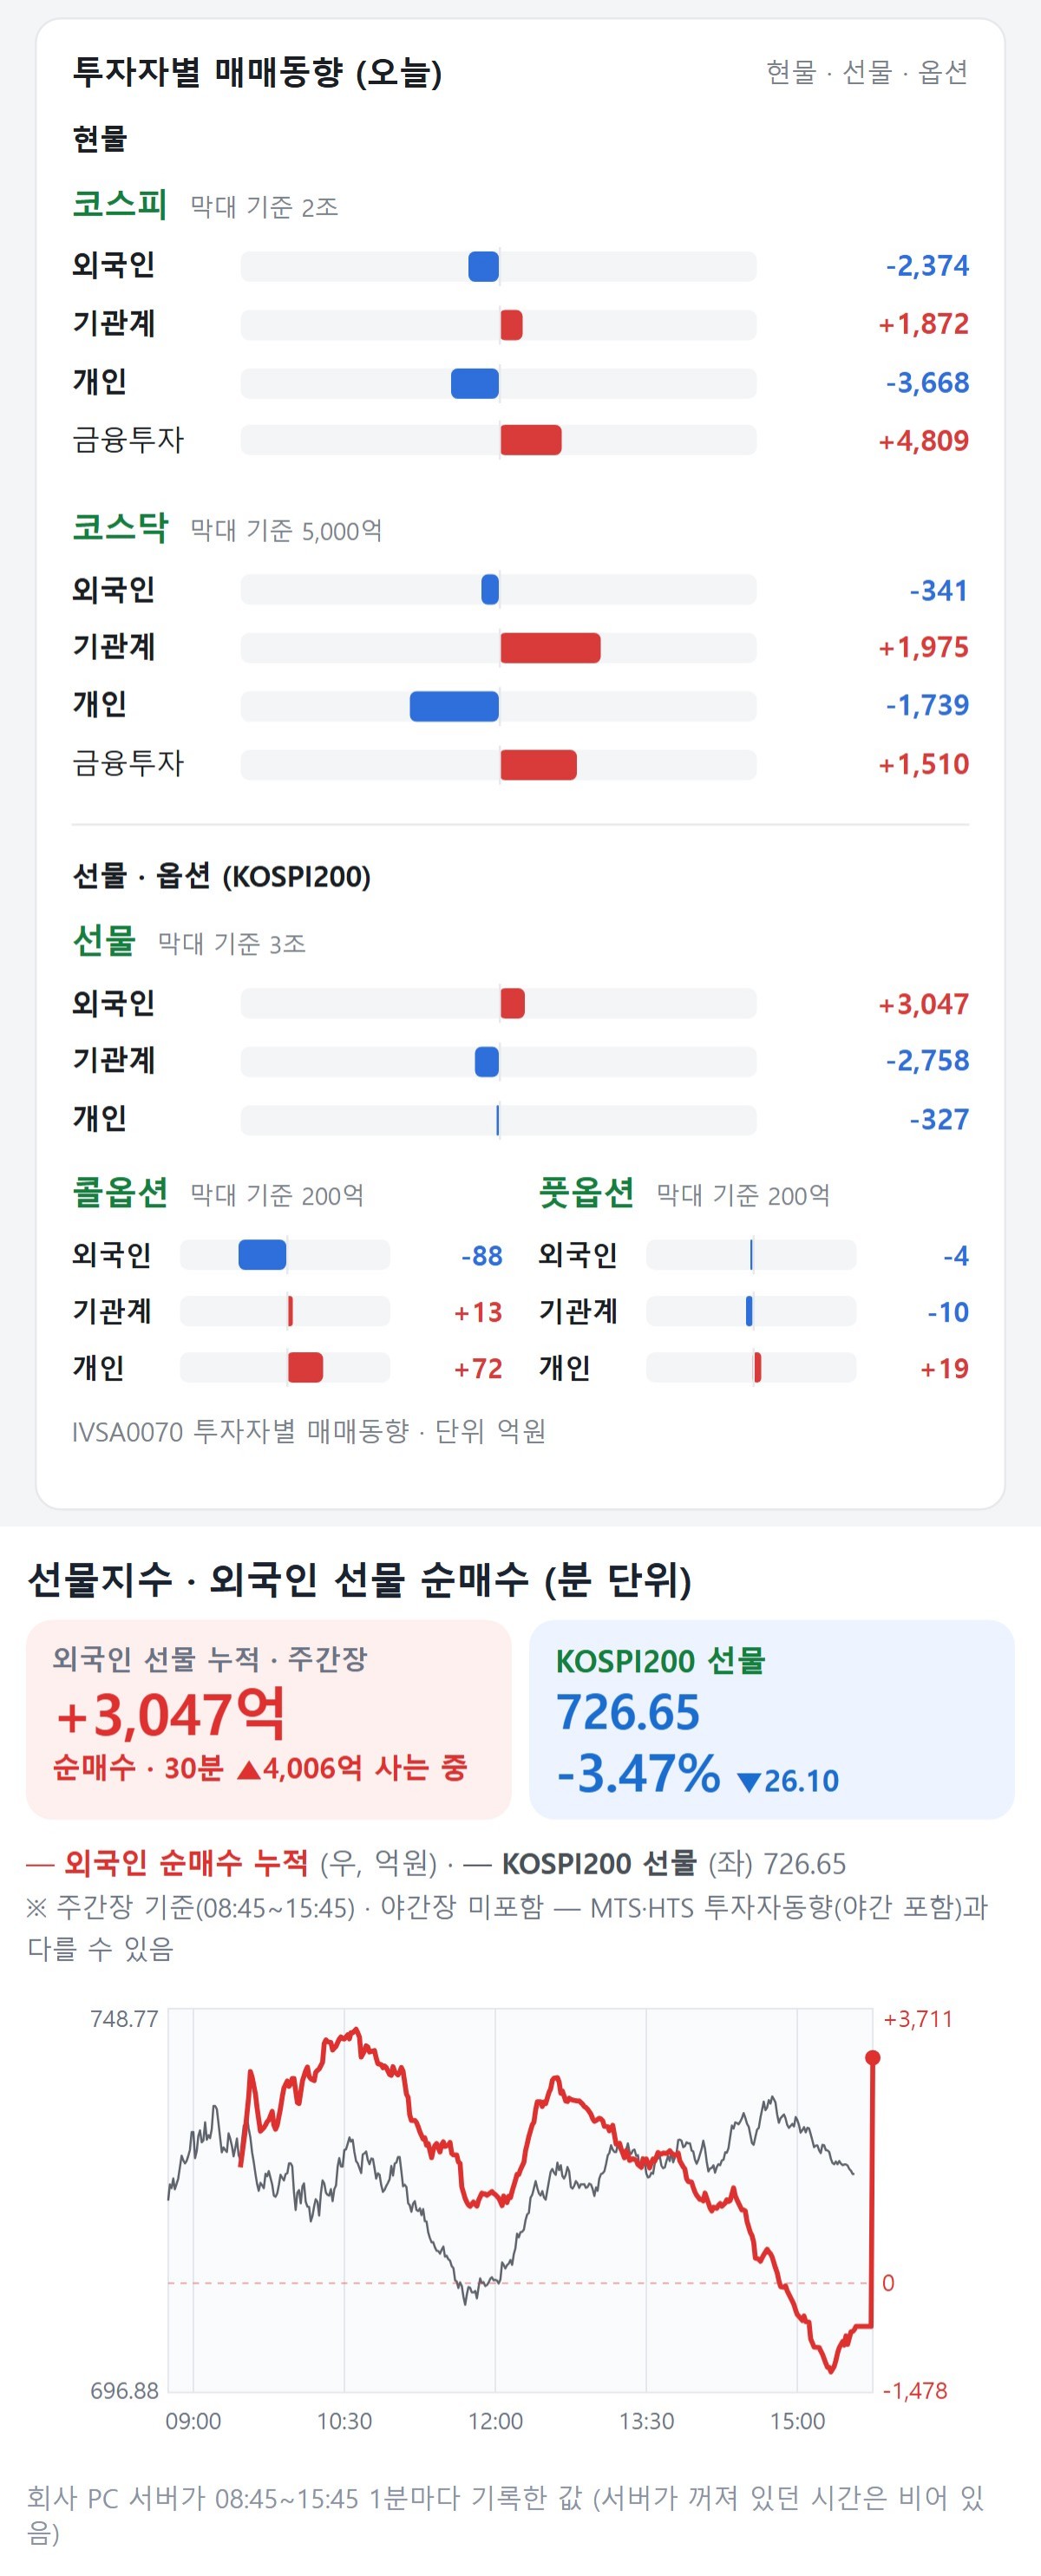 투자자별 매매동향 (오늘)
현물 · 선물 · 옵션
현물
코스피 막대 기준 2조
외국인 -2,374
기관계 +1,872
개인 -3,668
금융투자 +4,809
코스닥 막대 기준 5,000억
외국인 -341
기관계 +1,975
개인 -1,739
금융투자 +1,510
선물 · 옵션 (KOSPI200)
선물 막대 기준 3조
외국인 +3,047
기관계 -2,758
개인 -327
콜옵션 막대 기준 200억
외국인 -88
기관계 +13
개인 +72
풋옵션 막대 기준 200억
외국인 -4
기관계 -10
개인 +19
IVSA0070 투자자별 매매동향 · 단위 억원
선물지수 · 외국인 선물 순매수 (분 단위)
외국인 선물 누적 · 주간장
+3,047억
순매수 · 30분 ▲4,006억 사는 중
KOSPI200 선물
726.65
-3.47% ▼26.10
— 외국인 순매수 누적 (우, 억원) · — KOSPI200 선물 (좌) 726.65
※ 주간장 기준(08:45~15:45) · 야간장 미포함 — MTS·HTS 투자자동향(야간 포함)과
다를 수 있음
748.77
+3,711
0
696.88
-1,478
09:00 10:30 12:00 13:30 15:00
회사 PC 서버가 08:45~15:45 1분마다 기록한 값 (서버가 꺼져 있던 시간은 비어 있
음)